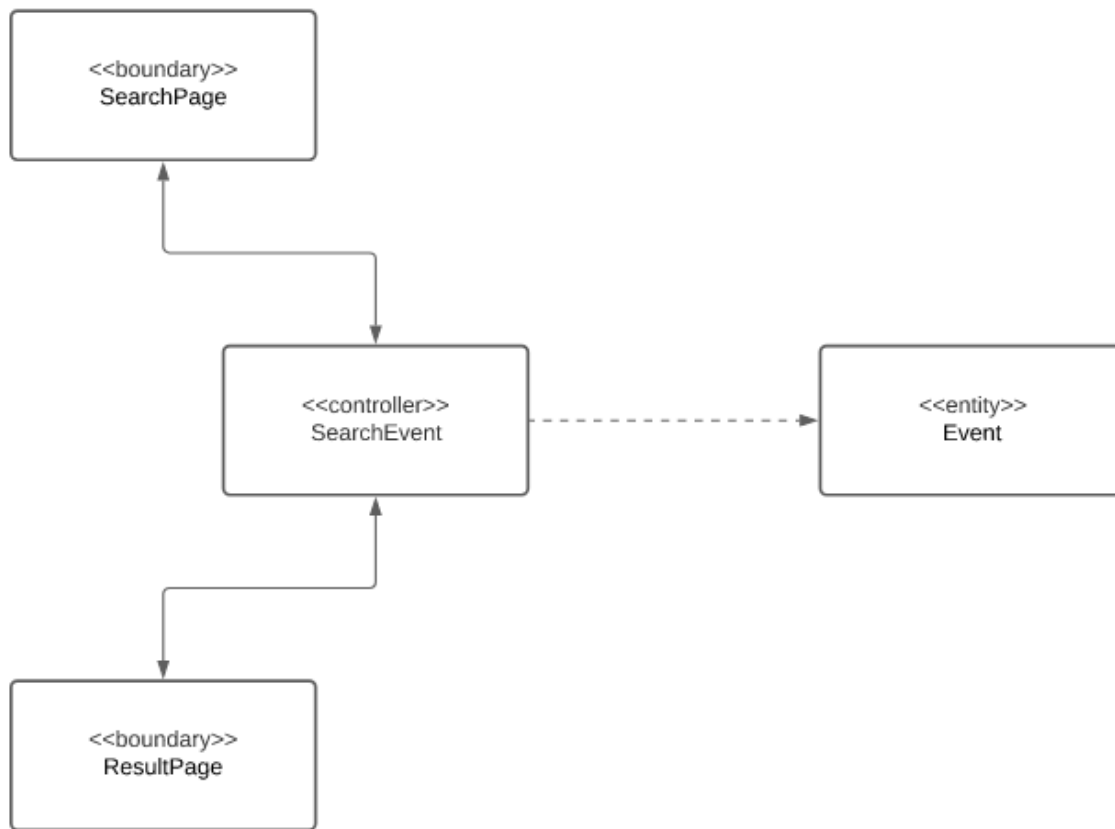 <<boundary>>
SearchPage
<<controller>>
SearchEvent
<<entity>>
Event
<<boundary>>
ResultPage